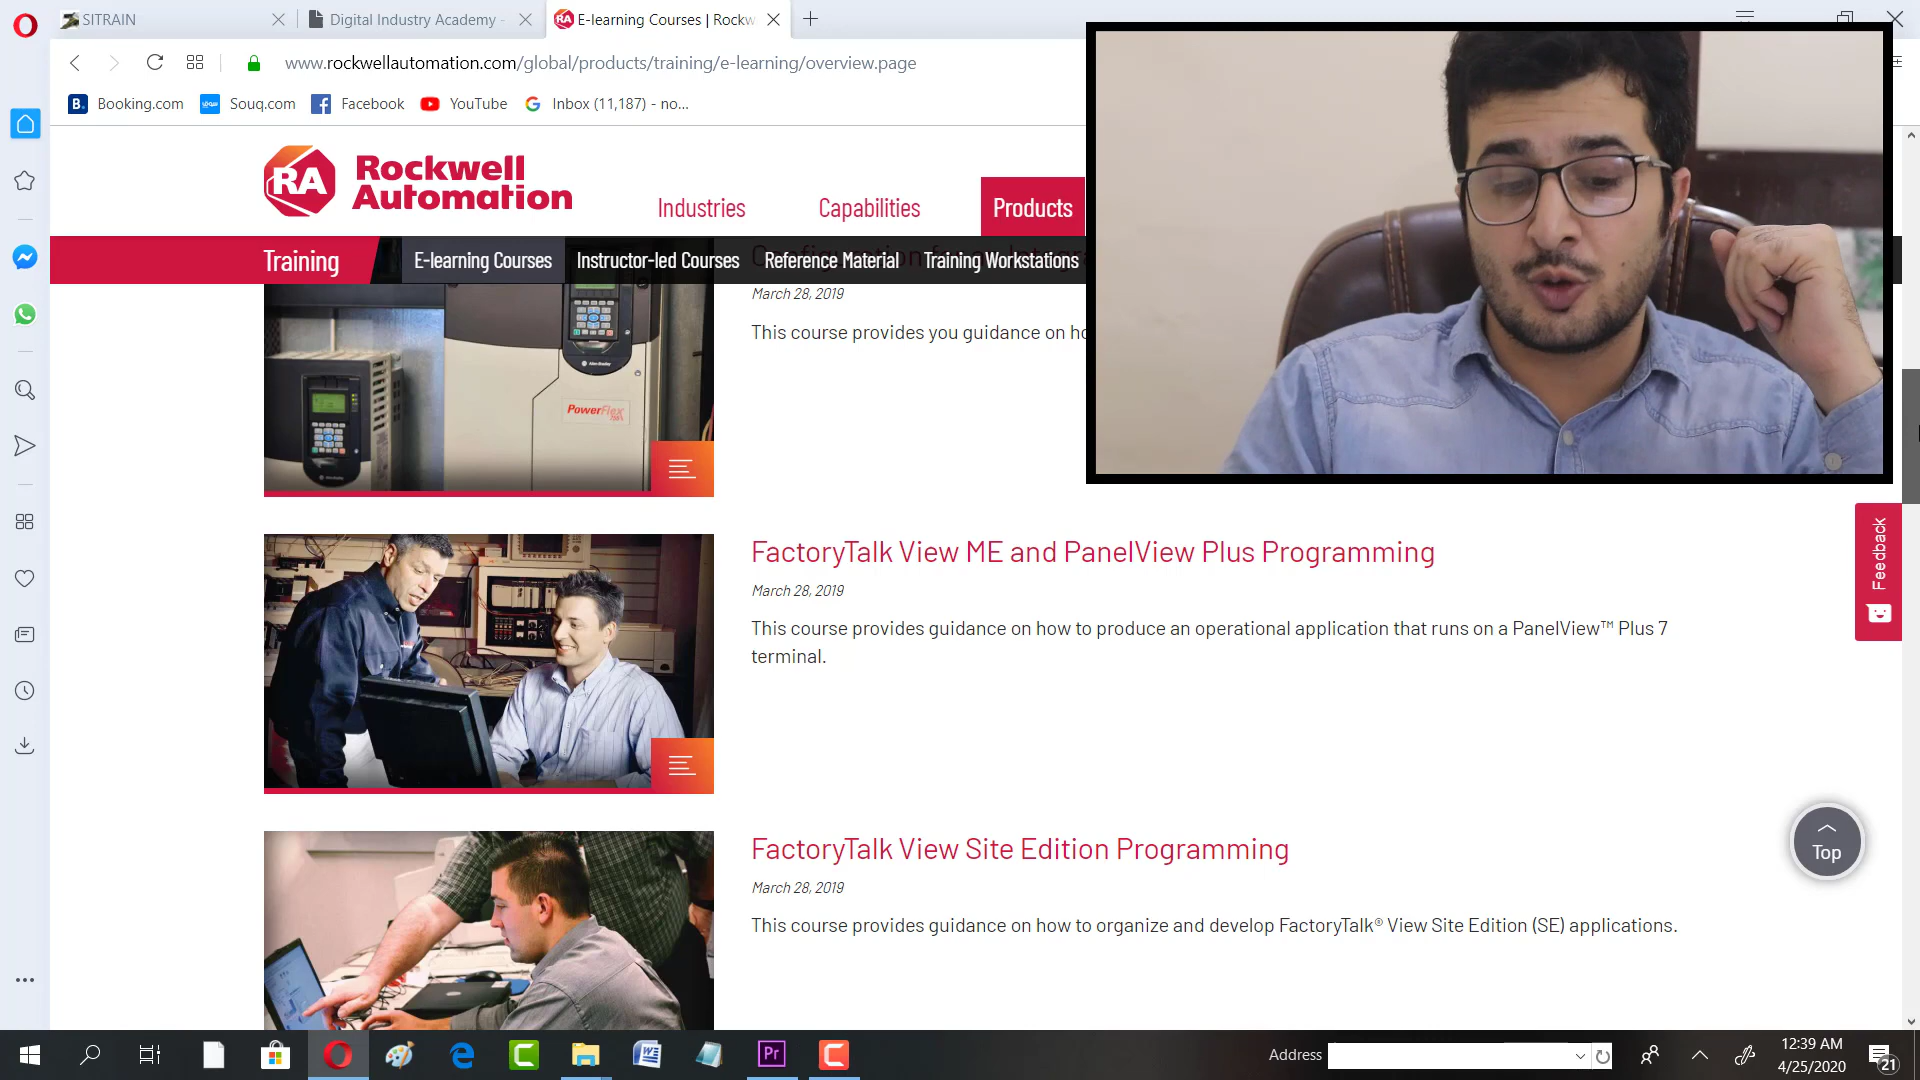 SITRAIN
Digital Industry Academy -
E-learning Courses | Rockw
www.rockwellautomation.com/global/products/training/e-learning/overview.page
Booking.com
Souq.com
Facebook
YouTube
Inbox (11,187) - no...
RA Rockwell
Automation
Industries
Capabilities
Products
Training
E-learning Courses
Instructor-led Courses
Reference Material
Training Workstations
March 28, 2019
This course provides you guidance on ho
PowerFlex
FactoryTalk View ME and PanelView Plus Programming
March 28, 2019
This course provides guidance on how to produce an operational application that runs on a PanelView™ Plus 7
terminal.
Feedback
FactoryTalk View Site Edition Programming
March 28, 2019
This course provides guidance on how to organize and develop FactoryTalk® View Site Edition (SE) applications.
Top
Address
12:39 AM
4/25/2020
21